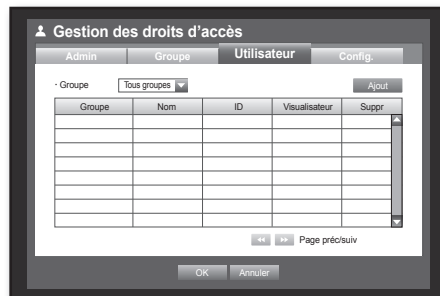 Gestion des droits d'accès
Admin Groupe Utilisateur Config.
· Groupe Tous groupes Ajout
Groupe Nom ID Visualisateur Suppr
Page préc/suiv
OK Annuler